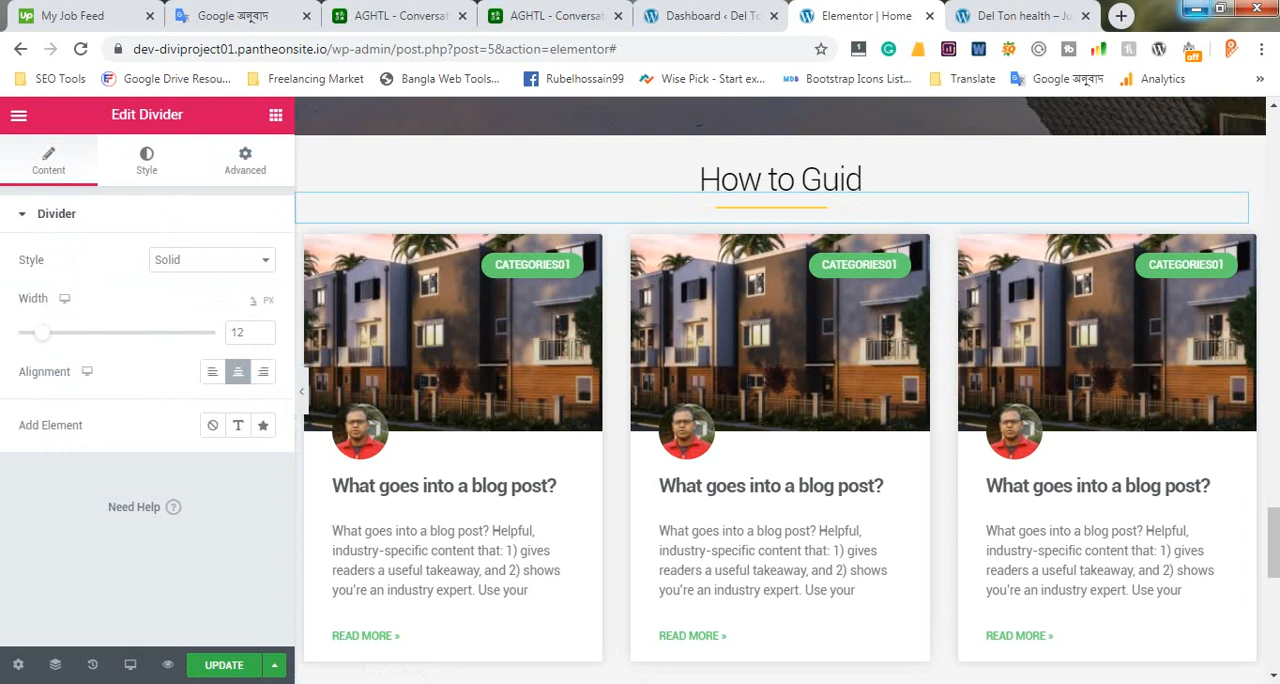 My Job Feed
Google অনুবাদ
AGHTL - Conversat
AGHTL - Conversat
Dashboard ‹ Del To
Elementor | Home
Del Ton health – Ju
dev-diviproject01.pantheonsite.io/wp-admin/post.php?post=5&action=elementor#
SEO Tools
Google Drive Resou...
Freelancing Market
Bangla Web Tools...
Rubelhossain99
Wise Pick - Start ex...
Bootstrap Icons List...
Translate
Google অনুবাদ
Analytics
»
off
Edit Divider
Content
Style
Advanced
Divider
Style
Solid
Width
% PX
12
Alignment
Add Element
Need Help ?
UPDATE
How to Guid
CATEGORIES01
CATEGORIES01
CATEGORIES01
What goes into a blog post?
What goes into a blog post? Helpful,
industry-specific content that: 1) gives
readers a useful takeaway, and 2) shows
you're an industry expert. Use your
READ MORE »
What goes into a blog post?
What goes into a blog post? Helpful,
industry-specific content that: 1) gives
readers a useful takeaway, and 2) shows
you're an industry expert. Use your
READ MORE »
What goes into a blog post?
What goes into a blog post? Helpful,
industry-specific content that: 1) gives
readers a useful takeaway, and 2) shows
you're an industry expert. Use your
READ MORE »